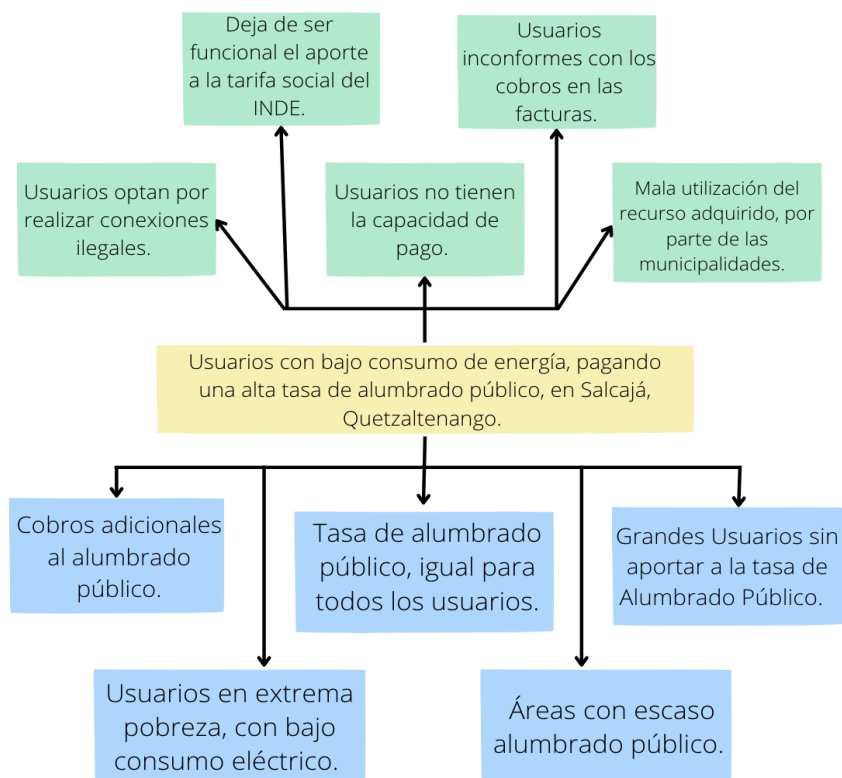 Deja de ser
funcional el aporte
a la tarifa social del
INDE.
Usuarios
inconformes con los
cobros en las
facturas.
Usuarios optan por
realizar conexiones
ilegales.
Usuarios no tienen
la capacidad de
pago.
Mala utilización del
recurso adquirido, por
parte de las
municipalidades.
Usuarios con bajo consumo de energía, pagando
una alta tasa de alumbrado público, en Salcajá,
Quetzaltenango.
Cobros adicionales
al alumbrado
público.
Tasa de alumbrado
público, igual para
todos los usuarios.
Grandes Usuarios sin
aportar a la tasa de
Alumbrado Público.
Usuarios en extrema
pobreza, con bajo
consumo eléctrico.
Áreas con escaso
alumbrado público.